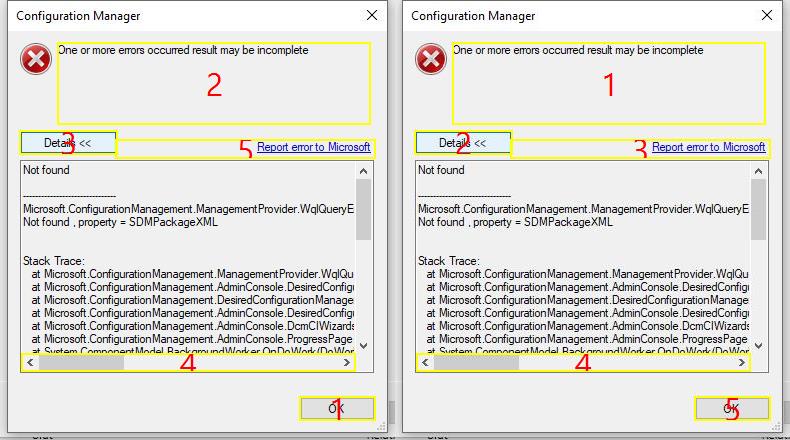 Configuration Manager
One or more errors occurred result may be incomplete
2
Details <<
3
5
Report error to Microsoft
Not found
------------------------------
Microsoft.ConfigurationManagement.ManagementProvider.WqlQueryE
Not found , property = SDMPackageXML
Stack Trace:
at Microsoft.ConfigurationManagement.ManagementProvider.WqlQu
at Microsoft.ConfigurationManagement.AdminConsole.DesiredConfig
at Microsoft.ConfigurationManagement.DesiredConfigurationManage
at Microsoft.ConfigurationManagement.AdminConsole.DesiredConfigu
at Microsoft.ConfigurationManagement.AdminConsole.DcmCIWizards
at Microsoft.ConfigurationManagement.AdminConsole.ProgressPage
at System.ComponentModel.BackgroundWorker.OnDoWork(DoWor
4
OK
1
Configuration Manager
One or more errors occurred result may be incomplete
1
Details <<
2
3
Report error to Microsoft
Not found
------------------------------
Microsoft.ConfigurationManagement.ManagementProvider.WqlQueryE
Not found , property = SDMPackageXML
Stack Trace:
at Microsoft.ConfigurationManagement.ManagementProvider.WqlQu
at Microsoft.ConfigurationManagement.AdminConsole.DesiredConfig
at Microsoft.ConfigurationManagement.DesiredConfigurationManage
at Microsoft.ConfigurationManagement.AdminConsole.DesiredConfigu
at Microsoft.ConfigurationManagement.AdminConsole.DcmCIWizards
at Microsoft.ConfigurationManagement.AdminConsole.ProgressPage
at System.ComponentModel.BackgroundWorker.OnDoWork(DoWor
4
OK
5